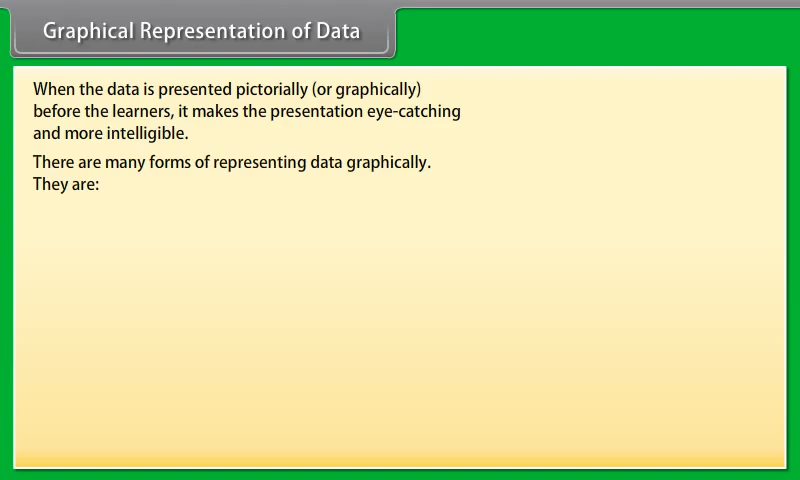 Graphical Representation of Data
When the data is presented pictorially (or graphically)
before the learners, it makes the presentation eye-catching
and more intelligible.
There are many forms of representing data graphically.
They are: